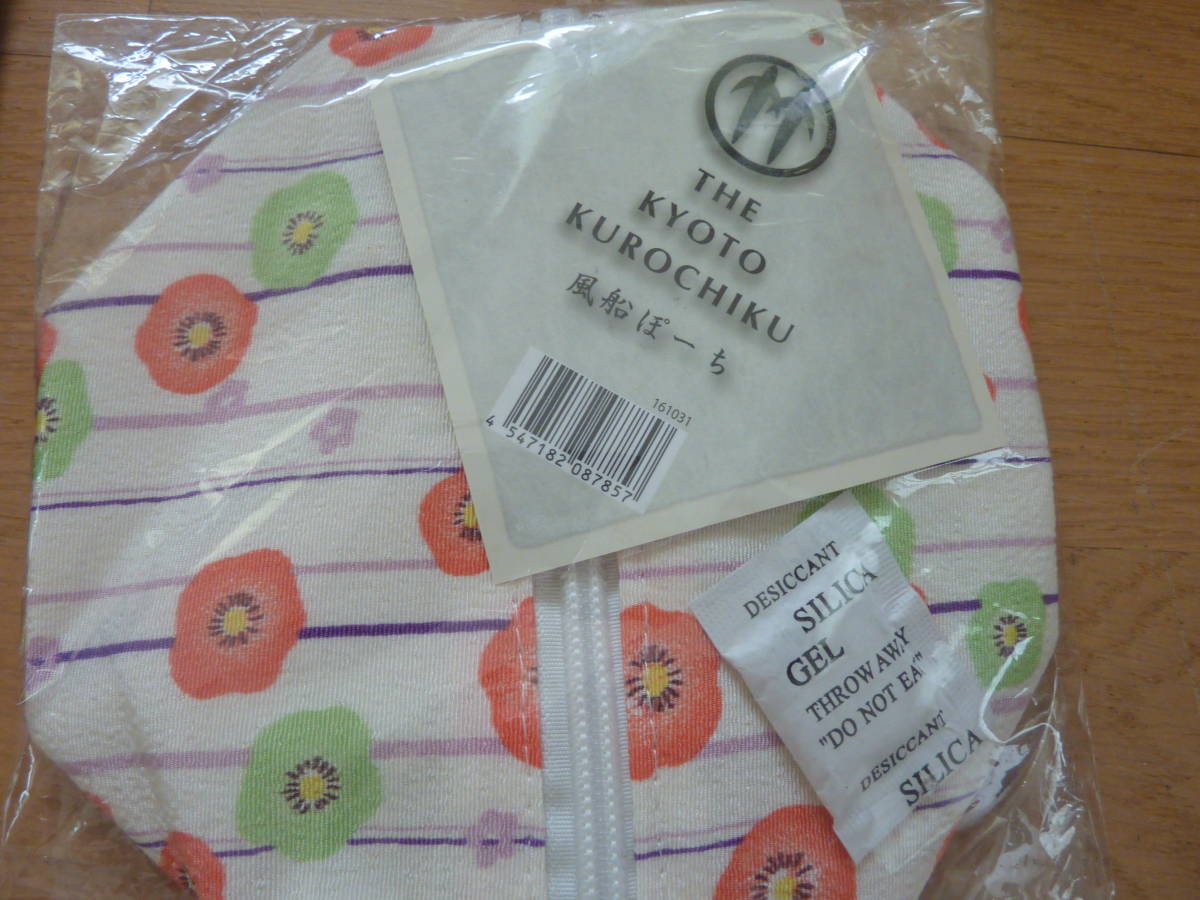 THE
KYOTO
KUROCHIKU
風船ぽーち
161031
4 547182 087857
DESICCANT
SILICA
GEL
THROW AWAY
"DO NOT EAT"
DESICCANT
SILICA